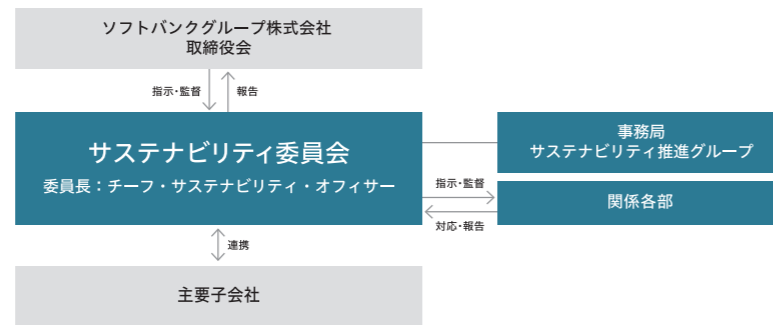 ソフトバンクグループ株式会社
取締役会
指示・監督
報告
サステナビリティ委員会
委員長：チーフ・サステナビリティ・オフィサー
事務局
サステナビリティ推進グループ
指示・監督
関係各部
対応・報告
連携
主要子会社